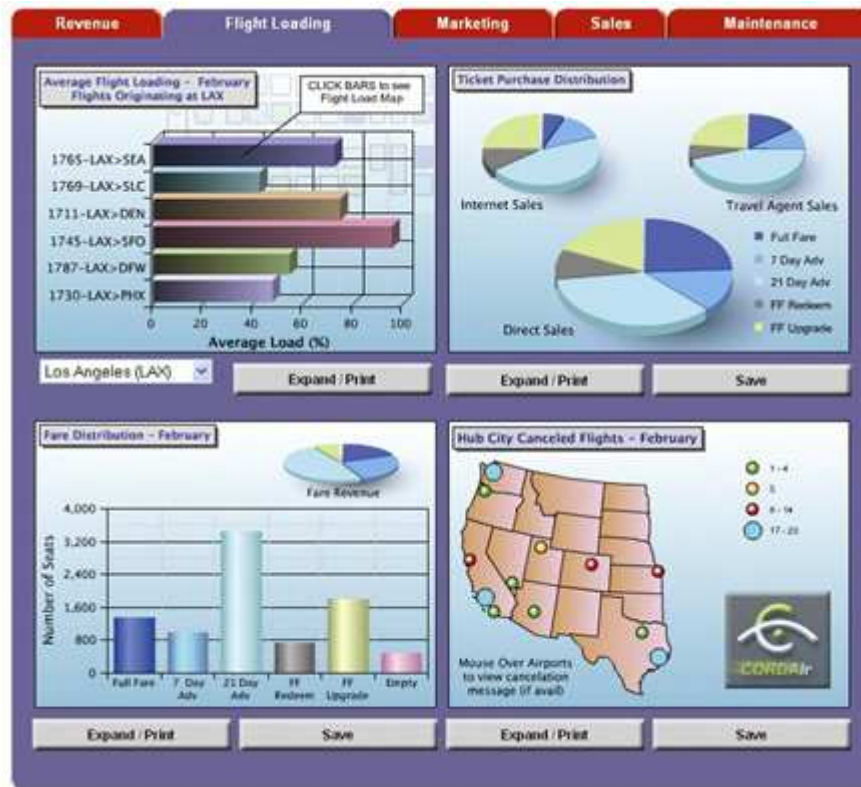 Revenue
Flight Loading
Marketing
Sales
Maintenance
Average Flight Loading - February
Flights Originasing at LAX
CLICK BARS to see
Flight Load Map
1765-LAX>SEA
1769-LAX>SLC
1711-LAX>DEN
1745-LAX>SFO
1787-LAX>DFW
1730-LAX>PHX
0 20 40 60 80 100
Average Load (%)
Los Angeles (LAX)
Expand / Print
Ticket Purchase Distribution
Internet Sales
Travel Agent Sales
Direct Sales
Full Fare
7 Day Adv
21 Day Adv
FF Redeem
FF Upgrade
Expand / Print
Save
Fare Distribution - February
Fare Revenue
Number of Seats
4,000
3,200
2,400
1,600
800
0
Full Fare
7 Day Adv
21 Day Adv
FF Redeem
FF Upgrade
Empty
Expand / Print
Save
Hub City Canceled Flights - February
1 - 4
5
17 - 23
Mouse Over Airports
to view cancelation
message (if avail)
CORDAIr
Expand / Print
Save